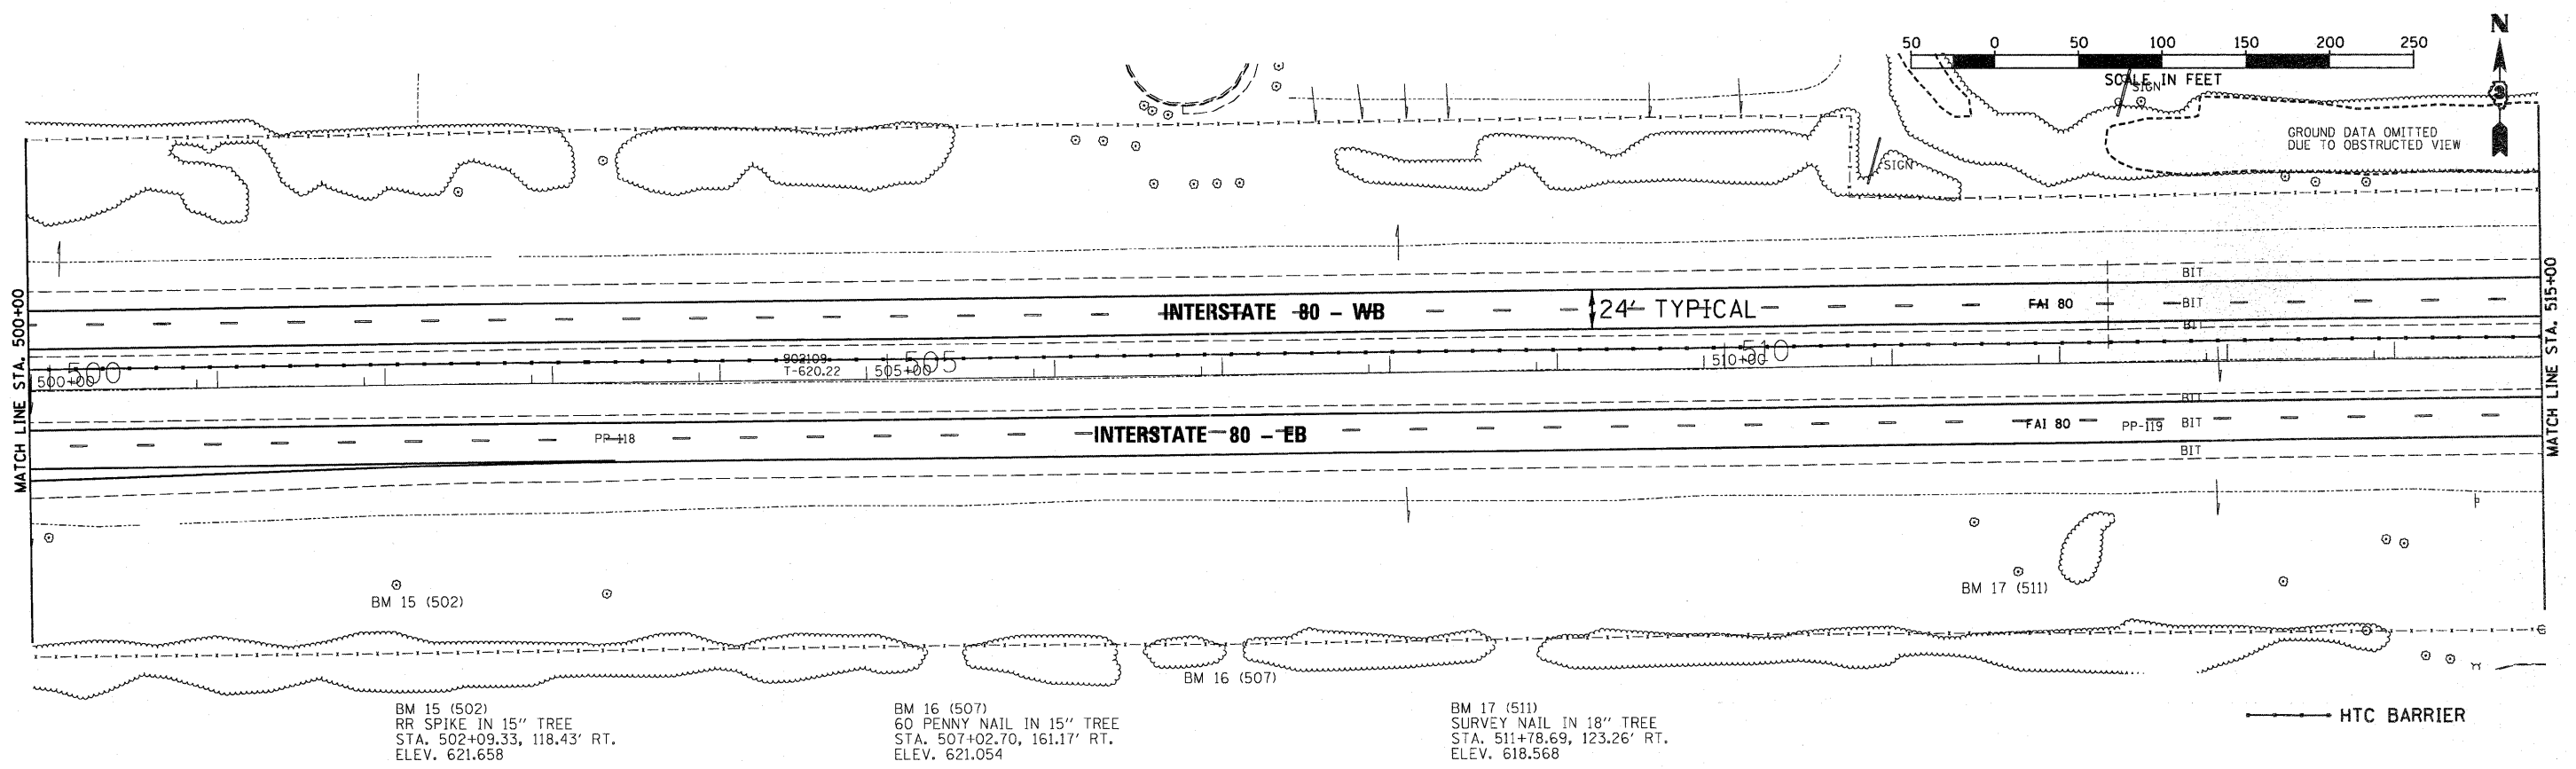 N
50 0 50 100 150 200 250
SCALE IN FEET
SIGN
GROUND DATA OMITTED
DUE TO OBSTRUCTED VIEW
SIGN
MATCH LINE STA. 500+00
MATCH LINE STA. 515+00
BIT
INTERSTATE 80 - WB
24' TYPICAL
FAI 80
BIT
BIT
500
500+00
902109
T-620.22
505
505+00
510
510+00
BIT
PP-118
INTERSTATE 80 - EB
FAI 80
PP-119
BIT
BIT
BM 15 (502)
BM 17 (511)
BM 16 (507)
BM 15 (502)
RR SPIKE IN 15" TREE
STA. 502+09.33, 118.43' RT.
ELEV. 621.658
BM 16 (507)
60 PENNY NAIL IN 15" TREE
STA. 507+02.70, 161.17' RT.
ELEV. 621.054
BM 17 (511)
SURVEY NAIL IN 18" TREE
STA. 511+78.69, 123.26' RT.
ELEV. 618.568
HTC BARRIER